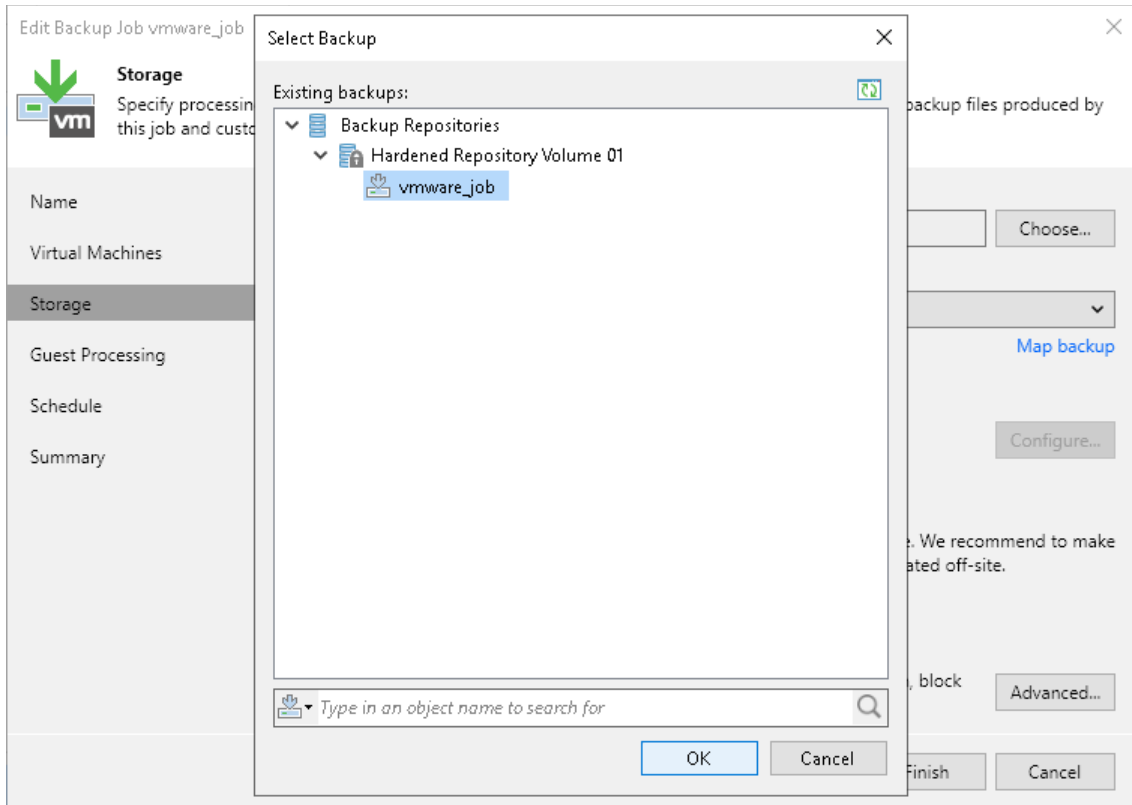 Edit Backup Job vmware_job
Storage
Specify processin
this job and custo
backup files produced by
vm
Name
Virtual Machines
Storage
Guest Processing
Schedule
Summary
Select Backup
Existing backups:
Backup Repositories
Hardened Repository Volume 01
vmware_job
Type in an object name to search for
OK
Cancel
Choose...
Map backup
Configure...
. We recommend to make
ated off-site.
, block
Advanced...
Finish
Cancel